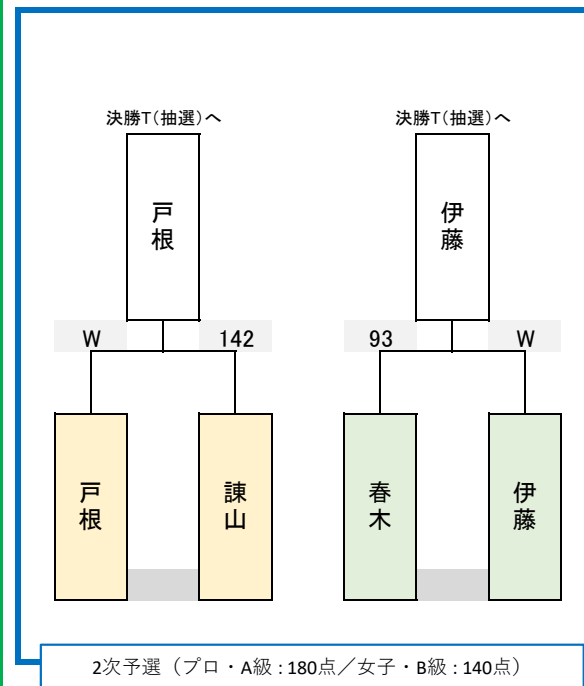 決勝T(抽選)へ
決勝T(抽選)へ
戸根
伊藤
W
142
93
W
戸根
諫山
春木
伊藤
2次予選（プロ・A級：180点／女子・B級：140点）